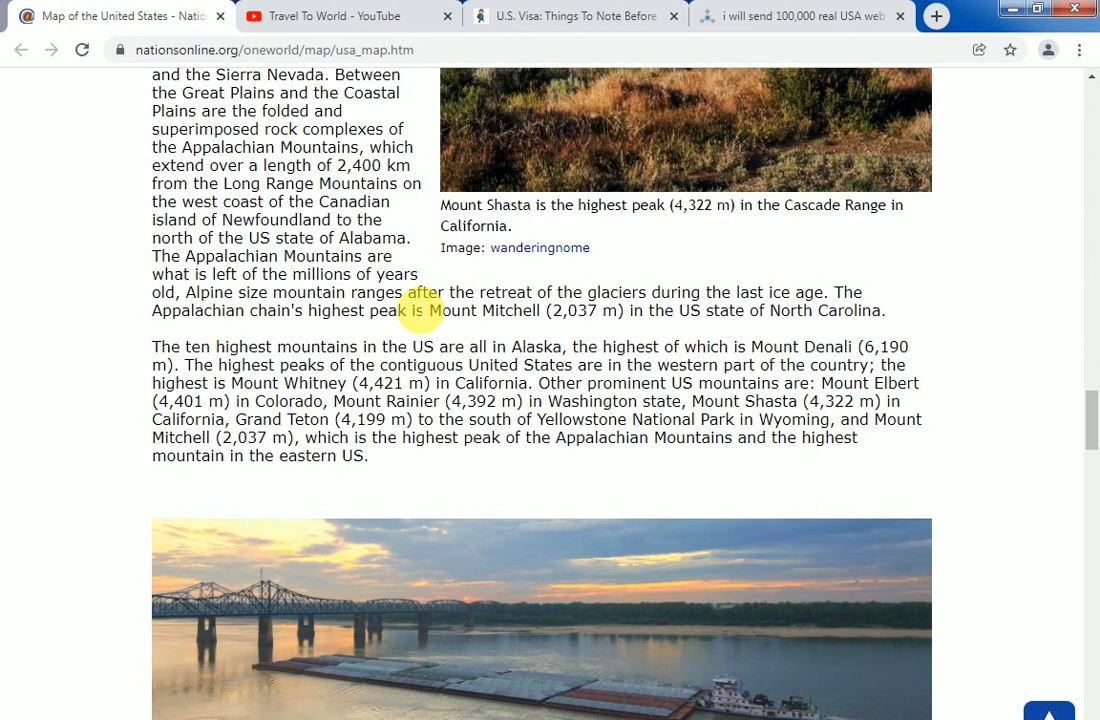 Map of the United States - Natio
Travel To World - YouTube
U.S. Visa: Things To Note Before
i will send 100,000 real USA web
nationsonline.org/oneworld/map/usa_map.htm
and the Sierra Nevada. Between
the Great Plains and the Coastal
Plains are the folded and
superimposed rock complexes of
the Appalachian Mountains, which
extend over a length of 2,400 km
from the Long Range Mountains on
the west coast of the Canadian
island of Newfoundland to the
north of the US state of Alabama.
The Appalachian Mountains are
what is left of the millions of years
old, Alpine size mountain ranges after the retreat of the glaciers during the last ice age. The
Appalachian chain's highest peak is Mount Mitchell (2,037 m) in the US state of North Carolina.
Mount Shasta is the highest peak (4,322 m) in the Cascade Range in
California.
Image: wanderingnome
The ten highest mountains in the US are all in Alaska, the highest of which is Mount Denali (6,190
m). The highest peaks of the contiguous United States are in the western part of the country; the
highest is Mount Whitney (4,421 m) in California. Other prominent US mountains are: Mount Elbert
(4,401 m) in Colorado, Mount Rainier (4,392 m) in Washington state, Mount Shasta (4,322 m) in
California, Grand Teton (4,199 m) to the south of Yellowstone National Park in Wyoming, and Mount
Mitchell (2,037 m), which is the highest peak of the Appalachian Mountains and the highest
mountain in the eastern US.